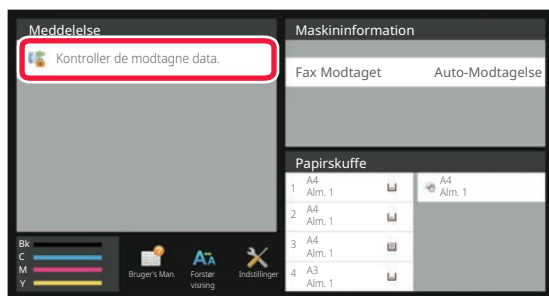 Meddelelse
Kontroller de modtagne data.
Maskininformation
Fax Modtaget Auto-Modtagelse
Papirskuffe
1 A4
Alm. 1
2 A4
Alm. 1
3 A4
Alm. 1
4 A3
Alm. 1
A4
Alm. 1
Bk
C
M
Y
Bruger's Man.
Forstør
visning
Indstillinger